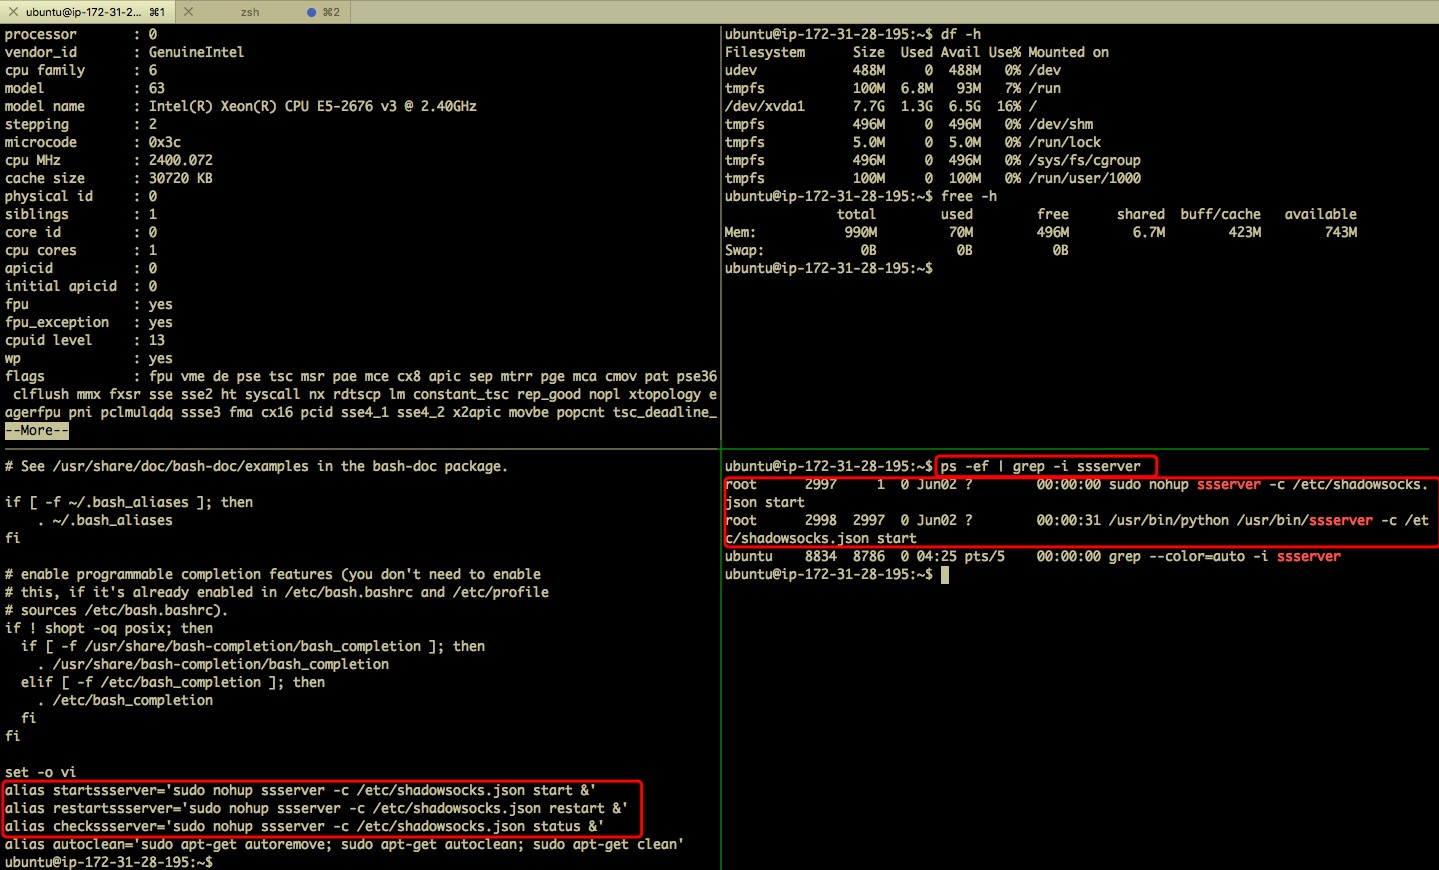 ubuntu@ip-172-31-2... ⌘1
zsh ⌘2
processor : 0
vendor_id : GenuineIntel
cpu family : 6
model : 63
model name : Intel(R) Xeon(R) CPU E5-2676 v3 @ 2.40GHz
stepping : 2
microcode : 0x3c
cpu MHz : 2400.072
cache size : 30720 KB
physical id : 0
siblings : 1
core id : 0
cpu cores : 1
apicid : 0
initial apicid : 0
fpu : yes
fpu_exception : yes
cpuid level : 13
wp : yes
flags : fpu vme de pse tsc msr pae mce cx8 apic sep mtrr pge mca cmov pat pse36
clflush mmx fxsr sse sse2 ht syscall nx rdtscp lm constant_tsc rep_good nopl xtopology e
agerfpu pni pclmulqdq ssse3 fma cx16 pcid sse4_1 sse4_2 x2apic movbe popcnt tsc_deadline_
--More--
ubuntu@ip-172-31-28-195:~$ df -h
Filesystem Size Used Avail Use% Mounted on
udev 488M 0 488M 0% /dev
tmpfs 100M 6.8M 93M 7% /run
/dev/xvda1 7.7G 1.3G 6.5G 16% /
tmpfs 496M 0 496M 0% /dev/shm
tmpfs 5.0M 0 5.0M 0% /run/lock
tmpfs 496M 0 496M 0% /sys/fs/cgroup
tmpfs 100M 0 100M 0% /run/user/1000
ubuntu@ip-172-31-28-195:~$ free -h
total used free shared buff/cache available
Mem: 990M 70M 496M 6.7M 423M 743M
Swap: 0B 0B 0B
ubuntu@ip-172-31-28-195:~$
# See /usr/share/doc/bash-doc/examples in the bash-doc package.
if [ -f ~/.bash_aliases ]; then
. ~/.bash_aliases
fi
# enable programmable completion features (you don't need to enable
# this, if it's already enabled in /etc/bash.bashrc and /etc/profile
# sources /etc/bash.bashrc).
if ! shopt -oq posix; then
if [ -f /usr/share/bash-completion/bash_completion ]; then
. /usr/share/bash-completion/bash_completion
elif [ -f /etc/bash_completion ]; then
. /etc/bash_completion
fi
fi
set -o vi
alias startssserver='sudo nohup ssserver -c /etc/shadowsocks.json start &'
alias restartssserver='sudo nohup ssserver -c /etc/shadowsocks.json restart &'
alias checkssserver='sudo nohup ssserver -c /etc/shadowsocks.json status &'
alias autoclean='sudo apt-get autoremove; sudo apt-get autoclean; sudo apt-get clean'
ubuntu@ip-172-31-28-195:~$
ubuntu@ip-172-31-28-195:~$ ps -ef | grep -i ssserver
root 2997 1 0 Jun02 ? 00:00:00 sudo nohup ssserver -c /etc/shadowsocks.
json start
root 2998 2997 0 Jun02 ? 00:00:31 /usr/bin/python /usr/bin/ssserver -c /et
c/shadowsocks.json start
ubuntu 8834 8786 0 04:25 pts/5 00:00:00 grep --color=auto -i ssserver
ubuntu@ip-172-31-28-195:~$